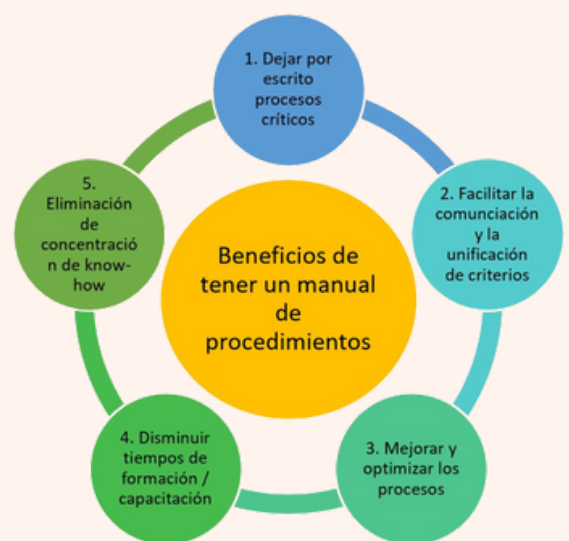 1. Dejar por
escrito
procesos
críticos
2. Facilitar la
comunciación
y la
unificación
de criterios
3. Mejorar y
optimizar los
procesos
4. Disminuir
tiempos de
formación /
capacitación
5.
Eliminación
de
concentració
n de know-
how
Beneficios de
tener un manual
de
procedimientos